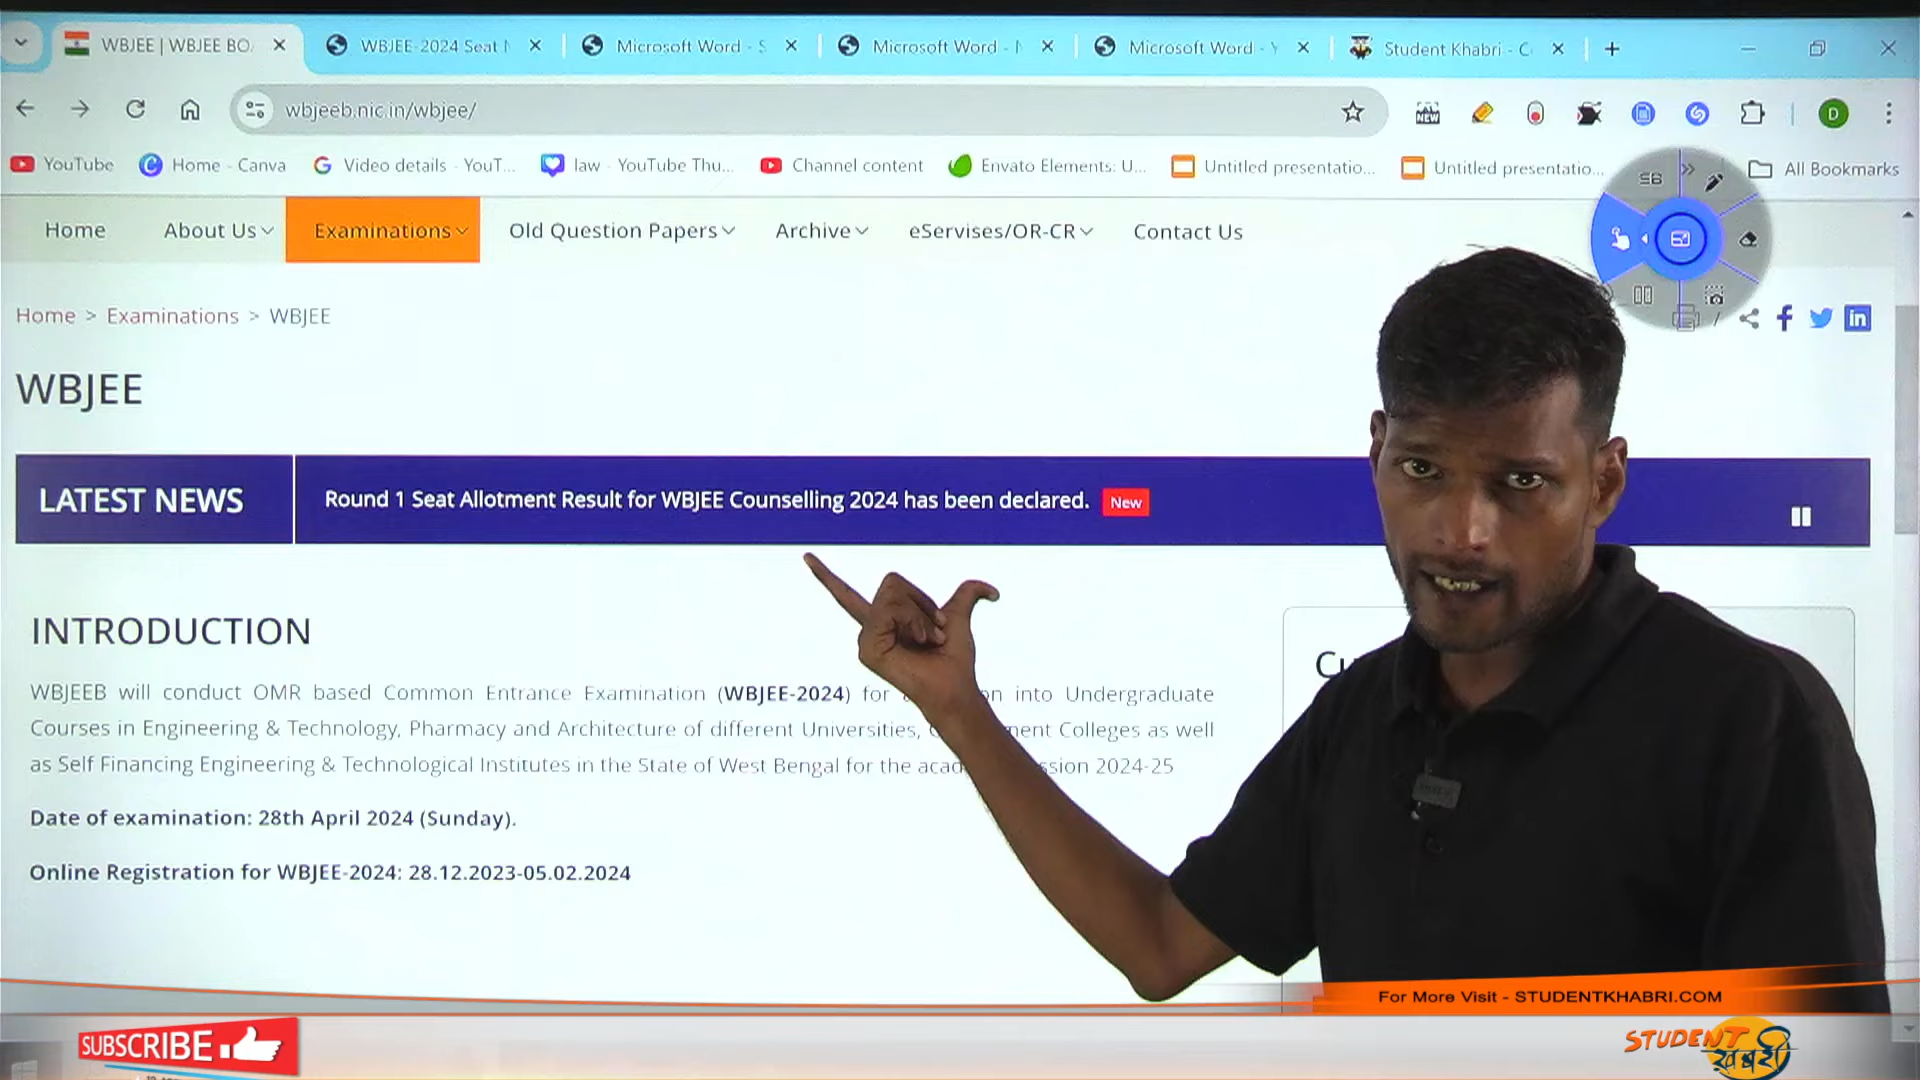 WBJEE | WBJEE BO
WBJEE-2024 Seat
Microsoft Word -
Microsoft Word -
Microsoft Word -
Student Khabri -
wbjeeb.nic.in/wbjee/
NEW
D
YouTube
Home - Canva
Video details - YouT...
law - YouTube Thu...
Channel content
Envato Elements: U...
Untitled presentatio...
Untitled presentatio...
All Bookmarks
Home
About Us
Examinations
Old Question Papers
Archive
eServises/OR-CR
Contact Us
Home > Examinations > WBJEE
WBJEE
LATEST NEWS
Round 1 Seat Allotment Result for WBJEE Counselling 2024 has been declared. New
INTRODUCTION
WBJEEB will conduct OMR based Common Entrance Examination (WBJEE-2024) for into Undergraduate
Courses in Engineering & Technology, Pharmacy and Architecture of different Universities, Colleges as well
as Self Financing Engineering & Technological Institutes in the State of West Bengal for the 2024-25
Date of examination: 28th April 2024 (Sunday).
Online Registration for WBJEE-2024: 28.12.2023-05.02.2024
For More Visit - STUDENTKHABRI.COM
SUBSCRIBE
STUDENT
खबरी